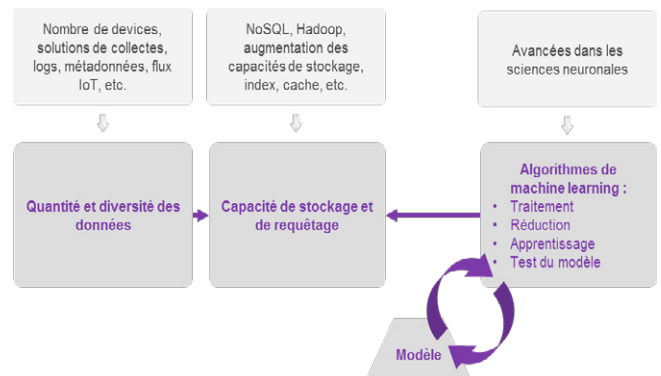 Nombre de devices,
solutions de collectes,
logs, métadonnées, flux
IoT, etc.
NoSQL, Hadoop,
augmentation des
capacités de stockage,
index, cache, etc.
Avancées dans les
sciences neuronales
Quantité et diversité des
données
Capacité de stockage et
de requêtage
Algorithmes de
machine learning :
• Traitement
• Réduction
• Apprentissage
• Test du modèle
Modèle